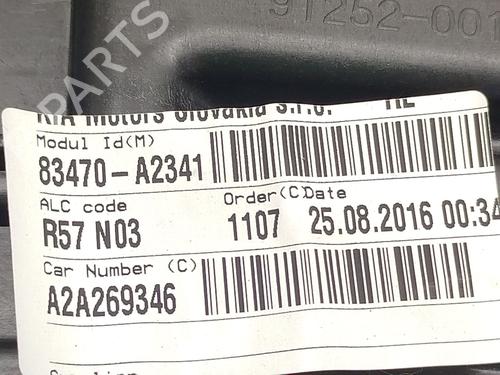 91252-001
PARTS
KIA Motors Slovakia s.r.o.
Modul Id(M)
83470-A2341
ALC code
Order(C)Date
R57 N03
1107 25.08.2016 00:34
Car Number (C)
A2A269346